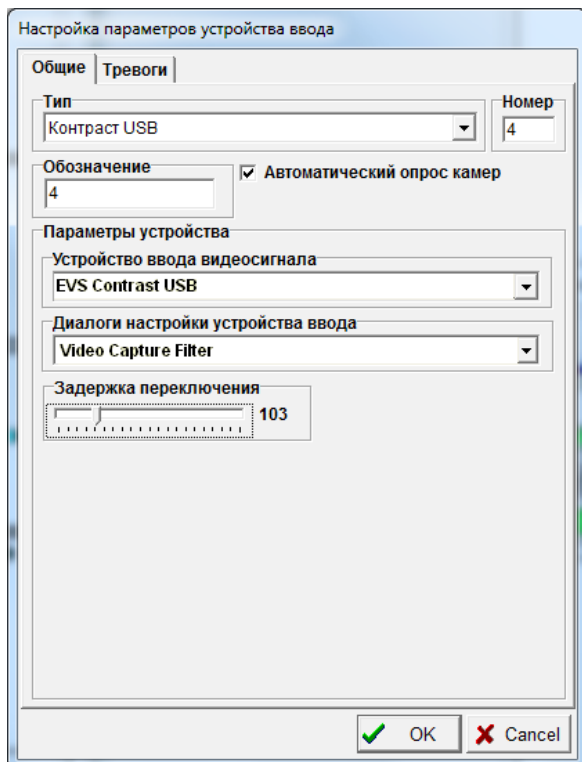 Настройка параметров устройства ввода
Общие Тревоги
Тип Номер
Контраст USB 4
Обозначение
4 Автоматический опрос камер
Параметры устройства
Устройство ввода видеосигнала
EVS Contrast USB
Диалоги настройки устройства ввода
Video Capture Filter
Задержка переключения
103
OK Cancel